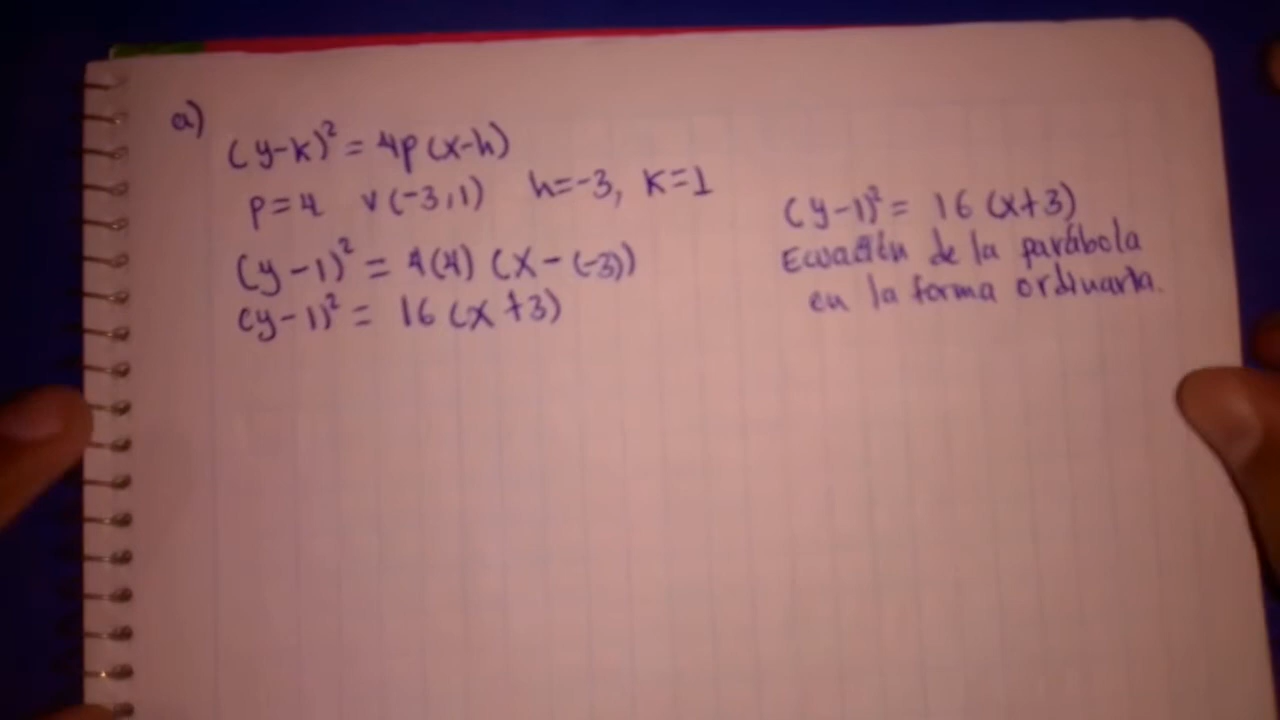 a)
(y-k)² = 4p(x-h)
p=4 v(-3,1) h=-3, k=1
(y-1)² = 4(4) (x-(-3))
(y-1)² = 16(x+3)
(y-1)² = 16(x+3)
Ecuación de la parábola
en la forma ordinaria.